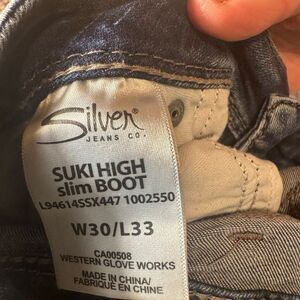 Silver
JEANS CO.
SUKI HIGH
slim BOOT
L94614SSX447 1002550
W30/L33
CA00508
WESTERN GLOVE WORKS
MADE IN CHINA/
FABRIQUÉ EN CHINE